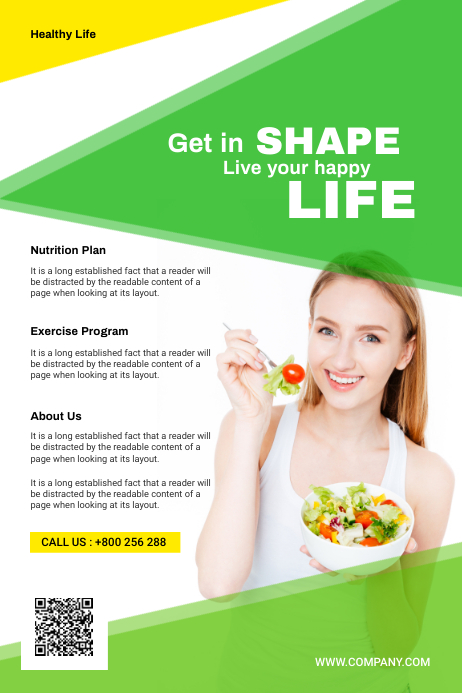 Healthy Life
Get in SHAPE
Live your happy
LIFE
Nutrition Plan
It is a long established fact that a reader will
be distracted by the readable content of a
page when looking at its layout.
Exercise Program
It is a long established fact that a reader will
be distracted by the readable content of a
page when looking at its layout.
About Us
It is a long established fact that a reader will
be distracted by the readable content of a
page when looking at its layout.
It is a long established fact that a reader will
be distracted by the readable content of a
page when looking at its layout.
CALL US : +800 256 288
WWW.COMPANY.COM